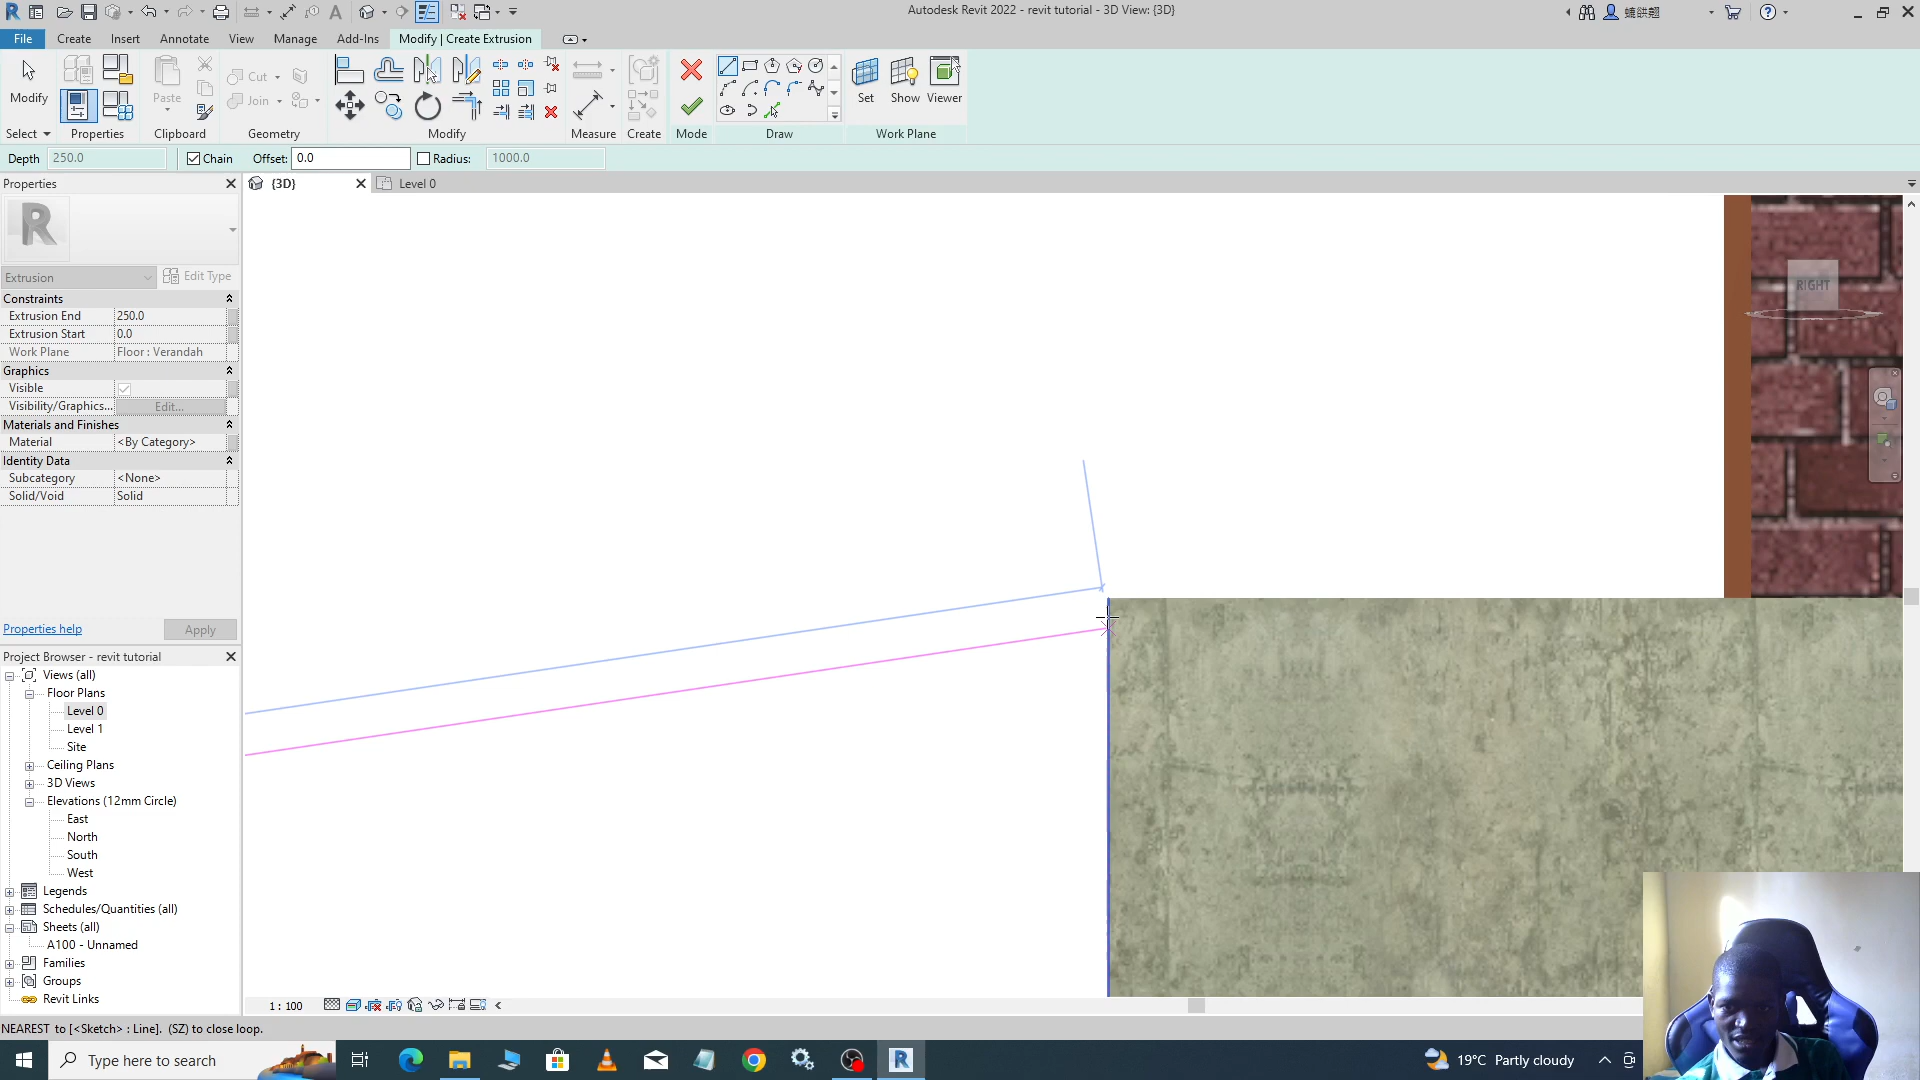 Autodesk Revit 2022 - revit tutorial - 3D View: {3D}
File
Create
Insert
Annotate
View
Manage
Add-Ins
Modify | Create Extrusion
Modify
Paste
Cut
Join
Set
Show
Viewer
Select
Properties
Clipboard
Geometry
Modify
Measure
Create
Mode
Draw
Work Plane
Depth 250.0
Chain
Offset: 0.0
Radius: 1000.0
Properties
{3D}
Level 0
R
Extrusion
Edit Type
Constraints
Extrusion End 250.0
Extrusion Start 0.0
Work Plane Floor : Verandah
Graphics
Visible
Visibility/Graphics... Edit...
Materials and Finishes
Material <By Category>
Identity Data
Subcategory <None>
Solid/Void Solid
Properties help
Apply
RIGHT
Project Browser - revit tutorial
Views (all)
Floor Plans
Level 0
Level 1
Site
Ceiling Plans
3D Views
Elevations (12mm Circle)
East
North
South
West
Legends
Schedules/Quantities (all)
Sheets (all)
A100 - Unnamed
Families
Groups
Revit Links
1 : 100
NEAREST to [<Sketch> : Line]. (SZ) to close loop.
Type here to search
19°C Partly cloudy